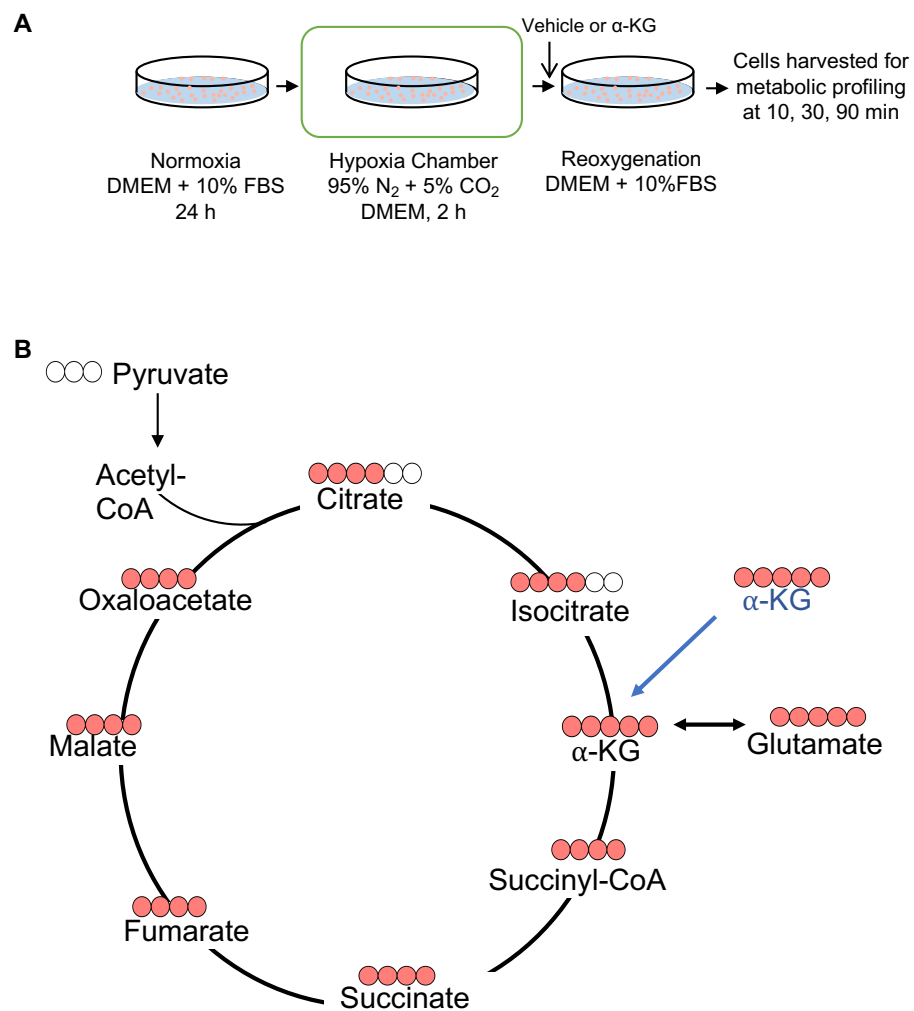 A
Vehicle or α-KG
Cells harvested for
metabolic profiling
at 10, 30, 90 min
Normoxia
DMEM + 10% FBS
24 h
Hypoxia Chamber
95% N₂ + 5% CO₂
DMEM, 2 h
Reoxygenation
DMEM + 10%FBS
B
Pyruvate
Acetyl-
CoA
Citrate
Oxaloacetate
Isocitrate
α-KG
Malate
α-KG
Glutamate
Succinyl-CoA
Fumarate
Succinate